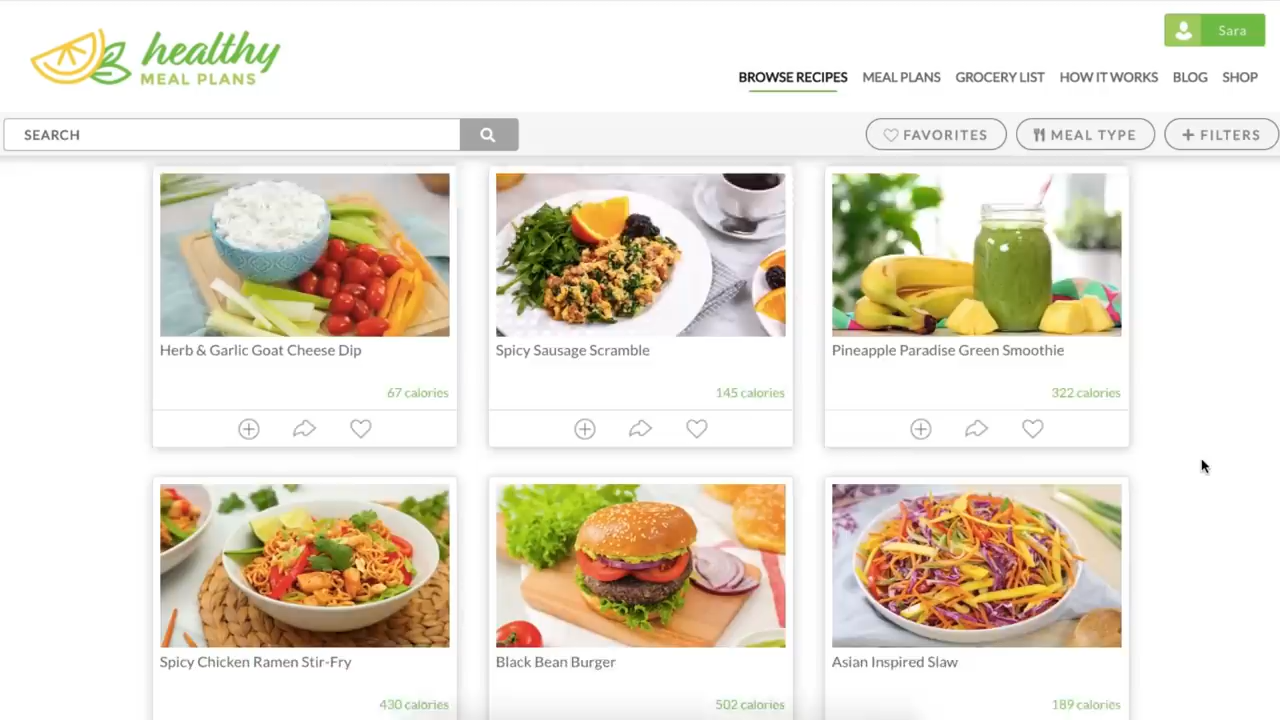 healthy
MEAL PLANS
Sara
BROWSE RECIPES MEAL PLANS GROCERY LIST HOW IT WORKS BLOG SHOP
SEARCH
FAVORITES MEAL TYPE + FILTERS
Herb & Garlic Goat Cheese Dip
67 calories
Spicy Sausage Scramble
145 calories
Pineapple Paradise Green Smoothie
322 calories
Spicy Chicken Ramen Stir-Fry
430 calories
Black Bean Burger
502 calories
Asian Inspired Slaw
189 calories